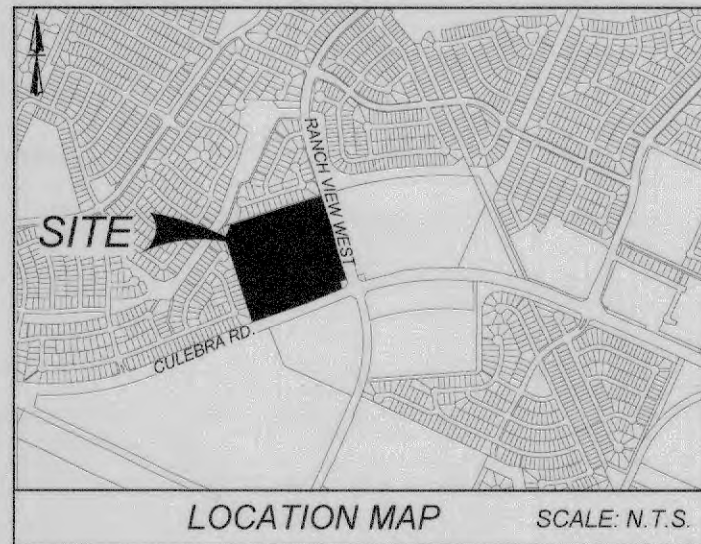 RANCH VIEW WEST
SITE
CULEBRA RD.
LOCATION MAP SCALE: N.T.S.